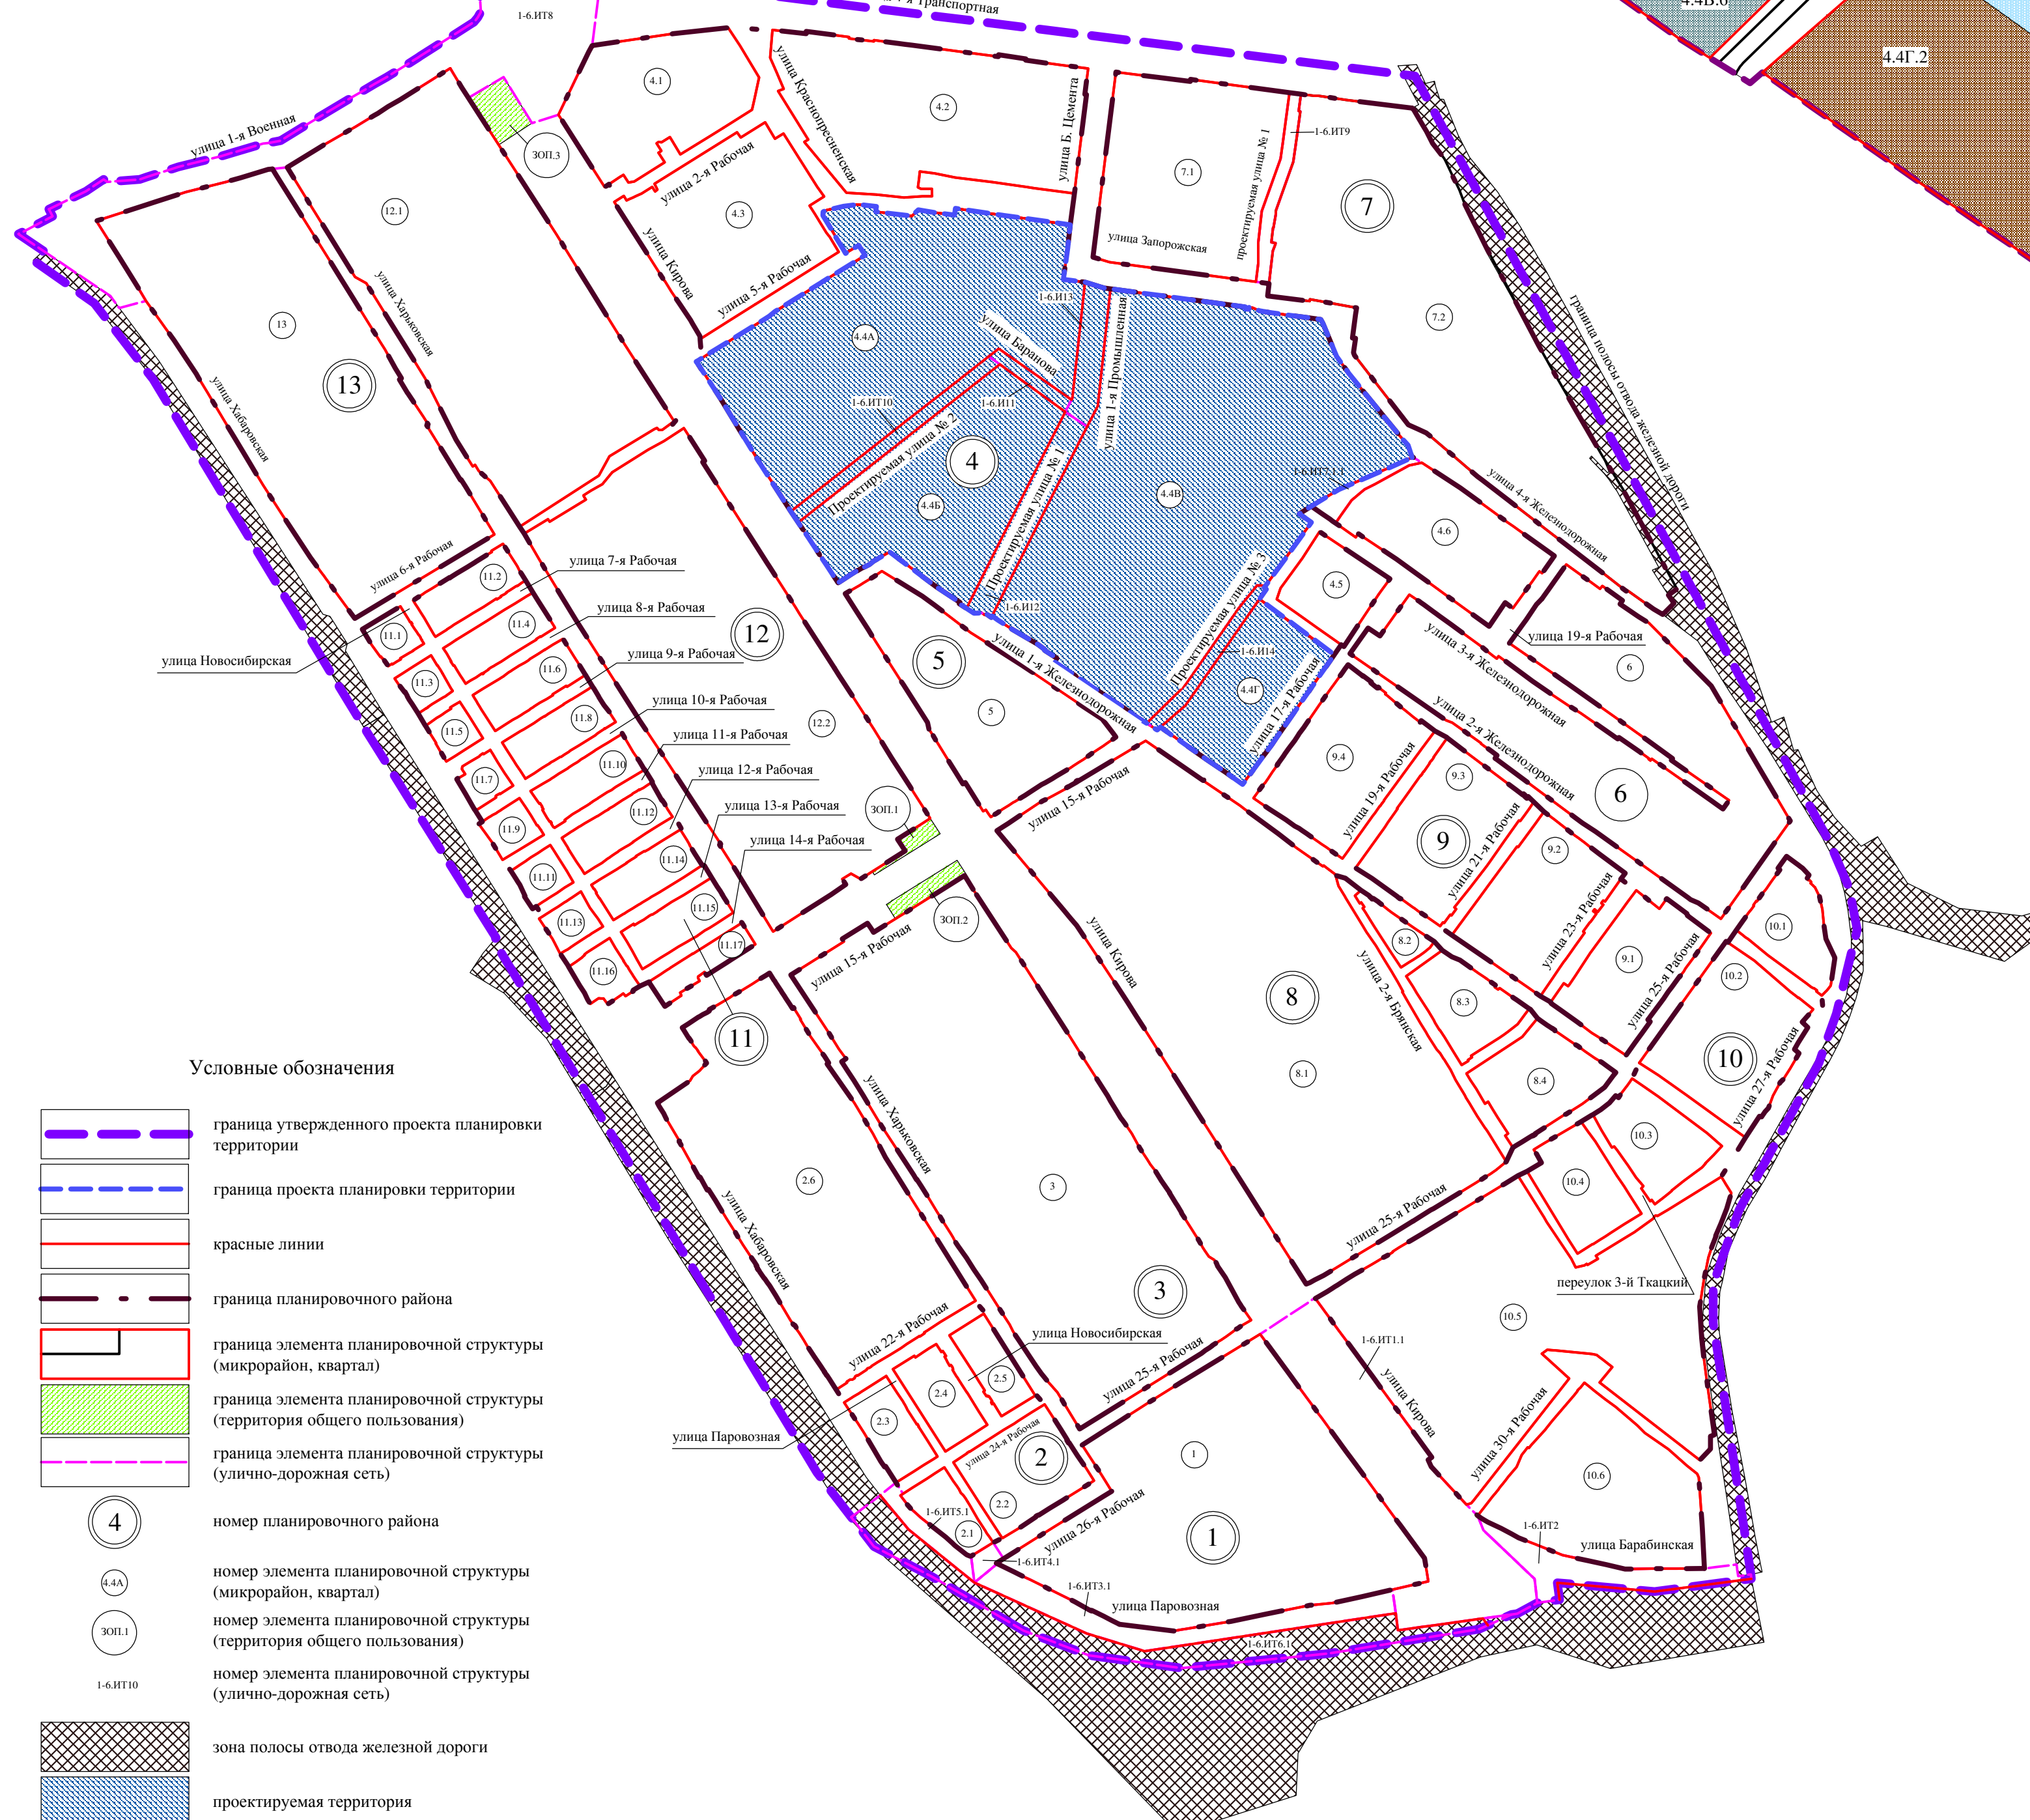 1-6.ИТ8
Транспортная
4.4В.6
4.4Г.2
улица 1-я Военная
4.1
4.2
4.3
ЗОП.3
улица Краснопресненская
улица Б. Цемента
улица 2-я Рабочая
улица Кирова
улица 5-я Рабочая
7.1
1-6.ИТ9
проектируемая улица № 1
7
улица Запорожская
7.2
граница полосы отвода железной дороги
12.1
улица Харьковская
13
13
улица Хабаровская
улица 6-я Рабочая
1-6.И13
улица Баранова
4.4А
1-6.ИТ10
1-6.И11
улица 1-я Промышленная
Проектируемая улица № 2
4
4.4Б
Проектируемая улица № 1
4.4В
1-6.И12
Проектируемая улица № 3
1-6.И14
4.4Г
улица 17-я Рабочая
4.6
4.5
улица 4-я Железнодорожная
улица 19-я Рабочая
6
улица 3-я Железнодорожная
улица 2-я Железнодорожная
6
11.2
улица 7-я Рабочая
11.1
11.4
улица 8-я Рабочая
улица Новосибирская
11.3
11.6
улица 9-я Рабочая
12
11.5
11.8
улица 10-я Рабочая
12.2
11.7
11.10
улица 11-я Рабочая
11.9
11.12
улица 12-я Рабочая
11.11
11.14
улица 13-я Рабочая
11.13
11.15
улица 14-я Рабочая
11.16
11.17
11
5
5
улица 1-я Железнодорожная
улица 15-я Рабочая
ЗОП.1
ЗОП.2
улица 15-я Рабочая
9.4
улица 19-я Рабочая
9.3
9
улица 21-я Рабочая
9.2
улица 23-я Рабочая
9.1
улица 25-я Рабочая
10.1
10.2
10
улица 27-я Рабочая
улица Кирова
8
8.1
8.2
8.3
8.4
улица 2-я Брянская
10.3
10.4
переулок 3-й Ткацкий
улица 25-я Рабочая
10.5
2.6
улица Харьковская
3
3
улица Хабаровская
улица 22-я Рабочая
улица Новосибирская
улица 25-я Рабочая
2.3
2.4
2.5
улица Паровозная
улица 24-я Рабочая
2
2.2
2.1
1-6.ИТ5.1
1-6.ИТ4.1
улица 26-я Рабочая
1
1
1-6.ИТ3.1
улица Паровозная
1-6.ИТ6.1
1-6.ИТ1.1
улица Кирова
улица 30-я Рабочая
10.6
1-6.ИТ2
улица Барабинская
Условные обозначения
граница утвержденного проекта планировки
территории
граница проекта планировки территории
красные линии
граница планировочного района
граница элемента планировочной структуры
(микрорайон, квартал)
граница элемента планировочной структуры
(территория общего пользования)
граница элемента планировочной структуры
(улично-дорожная сеть)
4
номер планировочного района
4.4А
номер элемента планировочной структуры
(микрорайон, квартал)
ЗОП.1
номер элемента планировочной структуры
(территория общего пользования)
1-6.ИТ10
номер элемента планировочной структуры
(улично-дорожная сеть)
зона полосы отвода железной дороги
проектируемая территория